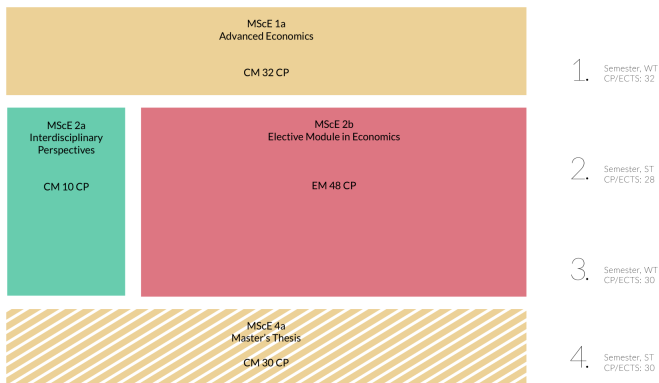 MScE 1a
Advanced Economics
CM 32 CP
1.
Semester, WT
CP/ECTS: 32
MScE 2a
Interdisciplinary
Perspectives
CM 10 CP
MScE 2b
Elective Module in Economics
EM 48 CP
2.
Semester, ST
CP/ECTS: 28
3.
Semester, WT
CP/ECTS: 30
MScE 4a
Master's Thesis
CM 30 CP
4.
Semester, ST
CP/ECTS: 30